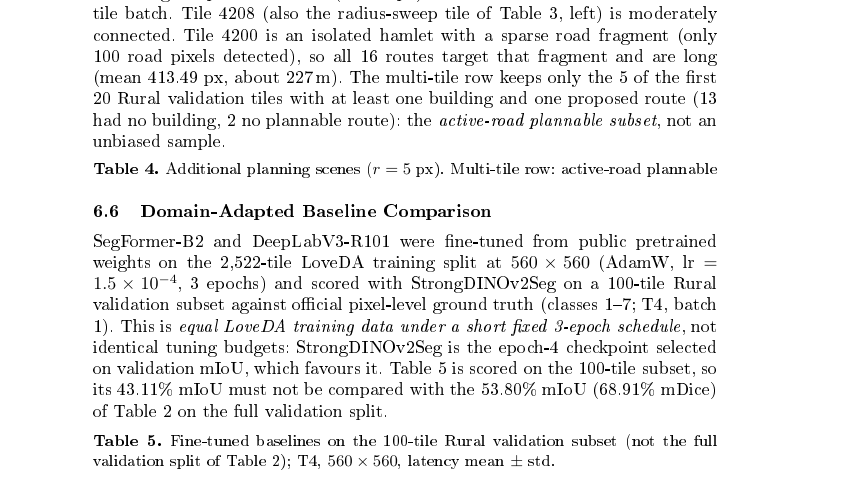 tile batch. Tile 4208 (also the radius-sweep tile of Table 3, left) is moderately
connected. Tile 4200 is an isolated hamlet with a sparse road fragment (only
100 road pixels detected), so all 16 routes target that fragment and are long
(mean 413.49 px, about 227 m). The multi-tile row keeps only the 5 of the first
20 Rural validation tiles with at least one building and one proposed route (13
had no building, 2 no plannable route): the active-road plannable subset, not an
unbiased sample.
Table 4. Additional planning scenes (r = 5 px). Multi-tile row: active-road plannable
6.6 Domain-Adapted Baseline Comparison
SegFormer-B2 and DeepLabV3-R101 were fine-tuned from public pretrained
weights on the 2,522-tile LoveDA training split at 560 × 560 (AdamW, lr =
1.5 × 10⁻⁴, 3 epochs) and scored with StrongDINOv2Seg on a 100-tile Rural
validation subset against official pixel-level ground truth (classes 1–7; T4, batch
1). This is equal LoveDA training data under a short fixed 3-epoch schedule, not
identical tuning budgets: StrongDINOv2Seg is the epoch-4 checkpoint selected
on validation mIoU, which favours it. Table 5 is scored on the 100-tile subset, so
its 43.11% mIoU must not be compared with the 53.80% mIoU (68.91% mDice)
of Table 2 on the full validation split.
Table 5. Fine-tuned baselines on the 100-tile Rural validation subset (not the full
validation split of Table 2); T4, 560 × 560, latency mean ± std.